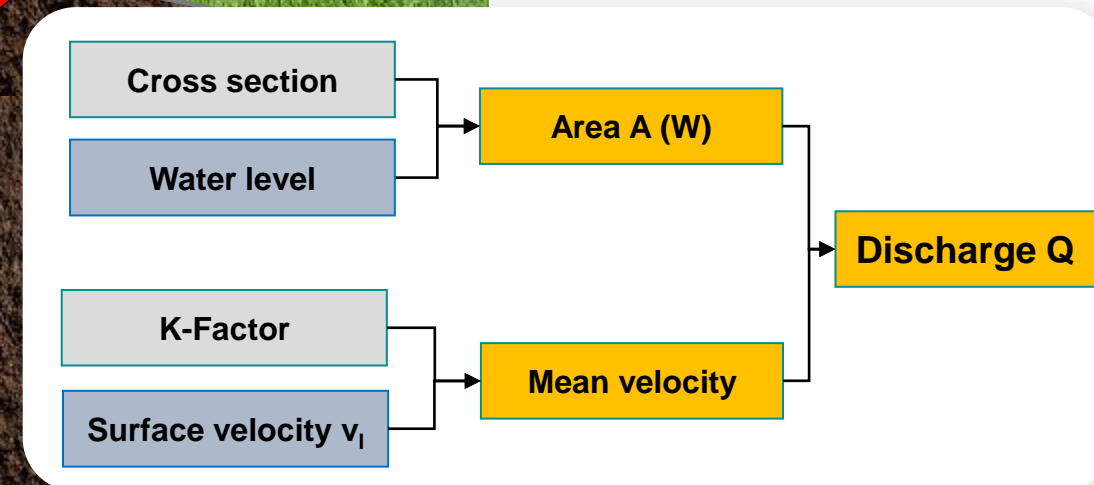 Cross section
Area A (W)
Water level
Discharge Q
K-Factor
Mean velocity
Surface velocity vₗ